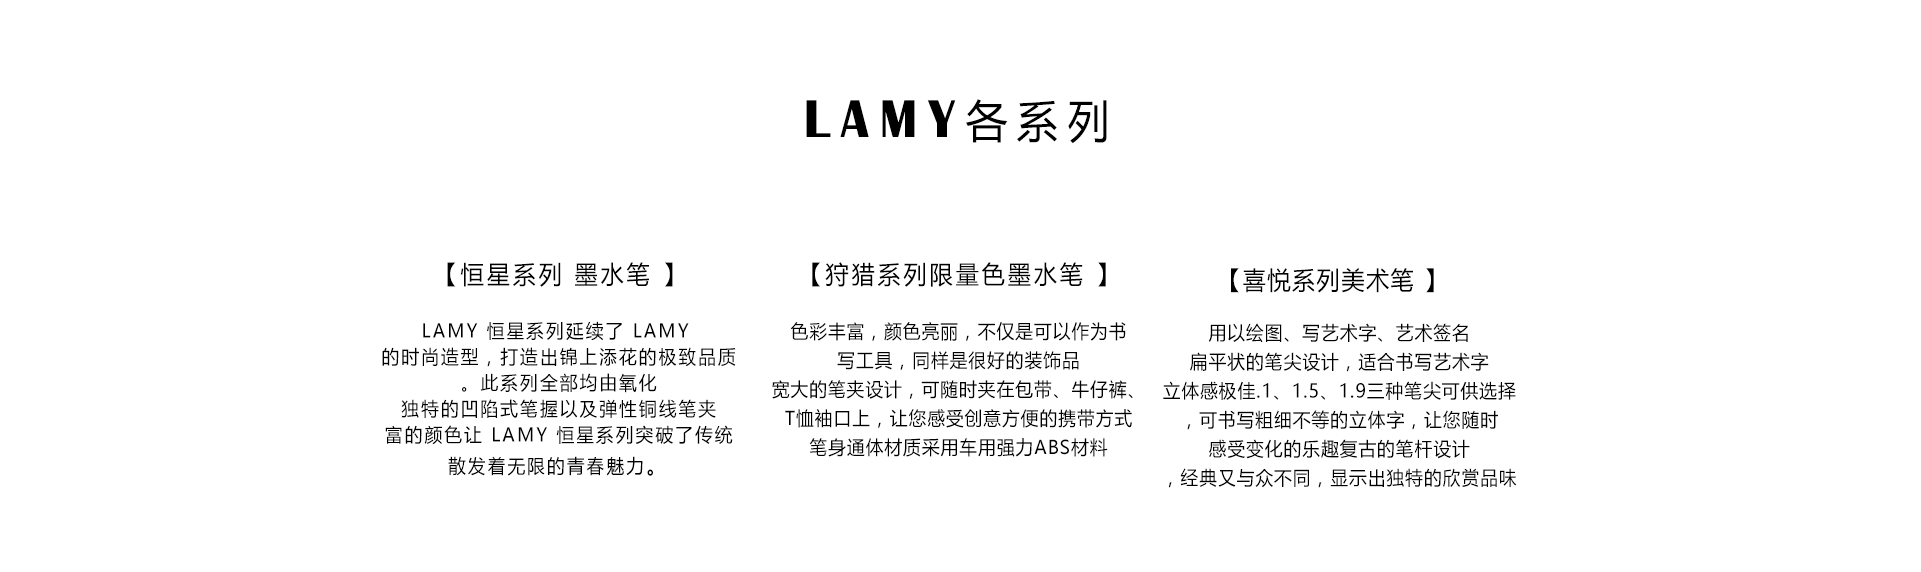 LAMY各系列
【恒星系列 墨水笔 】
LAMY 恒星系列延续了 LAMY
的时尚造型，打造出锦上添花的极致品质
。此系列全部均由氧化
独特的凹陷式笔握以及弹性铜线笔夹
富的颜色让 LAMY 恒星系列突破了传统
散发着无限的青春魅力。
【狩猎系列限量色墨水笔 】
色彩丰富，颜色亮丽，不仅是可以作为书
写工具，同样是很好的装饰品
宽大的笔夹设计，可随时夹在包带、牛仔裤、
T恤袖口上，让您感受创意方便的携带方式
笔身通体材质采用车用强力ABS材料
【喜悦系列美术笔 】
用以绘图、写艺术字、艺术签名
扁平状的笔尖设计，适合书写艺术字
立体感极佳.1、1.5、1.9三种笔尖可供选择
，可书写粗细不等的立体字，让您随时
感受变化的乐趣复古的笔杆设计
，经典又与众不同，显示出独特的欣赏品味